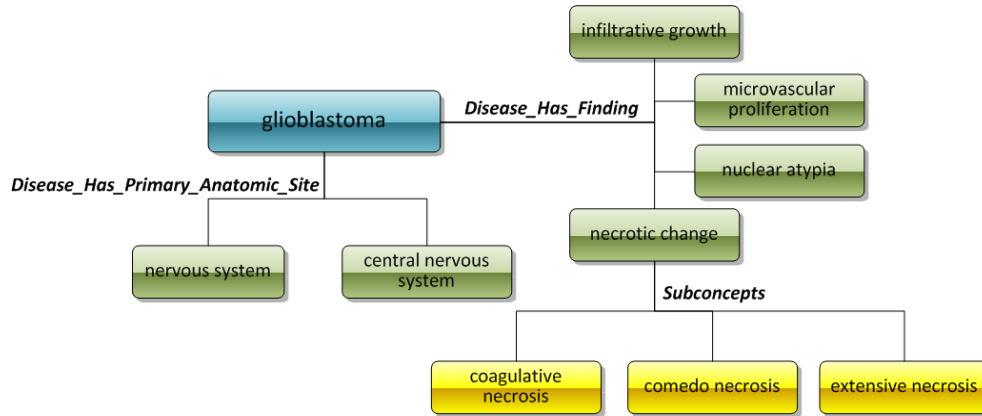 infiltrative growth
microvascular
proliferation
glioblastoma
Disease_Has_Finding
nuclear atypia
Disease_Has_Primary_Anatomic_Site
necrotic change
nervous system
central nervous
system
Subconcepts
coagulative
necrosis
comedo necrosis
extensive necrosis